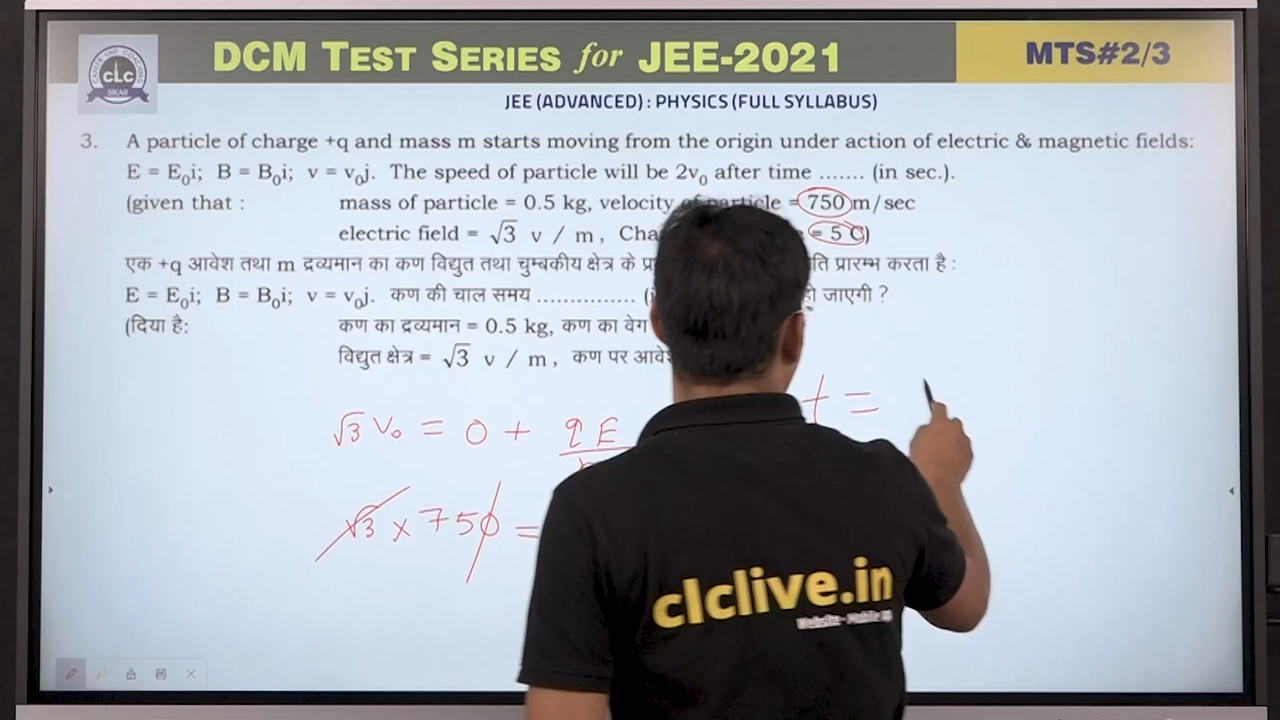 DCM TEST SERIES for JEE-2021
MTS#2/3
CLC
SIKAR
JEE (ADVANCED) : PHYSICS (FULL SYLLABUS)
3. A particle of charge +q and mass m starts moving from the origin under action of electric & magnetic fields:
E = E₀i; B = B₀i; v = v₀j. The speed of particle will be 2v₀ after time ....... (in sec.).
(given that : mass of particle = 0.5 kg, velocity of particle = 750 m/sec
electric field = √3 v / m, = 5 C)
एक +q आवेश तथा m द्रव्यमान का कण विद्युत तथा चुम्बकीय क्षेत्र के प्रारम्भ करता है :
E = E₀i; B = B₀i; v = v₀j. कण की चाल समय ............... हो जाएगी ?
(दिया है: कण का द्रव्यमान = 0.5 kg, कण का वेग
विद्युत क्षेत्र = √3 v / m, कण पर
√3 V₀ = 0 + qE
t =
√3 × 750 =
clclive.in